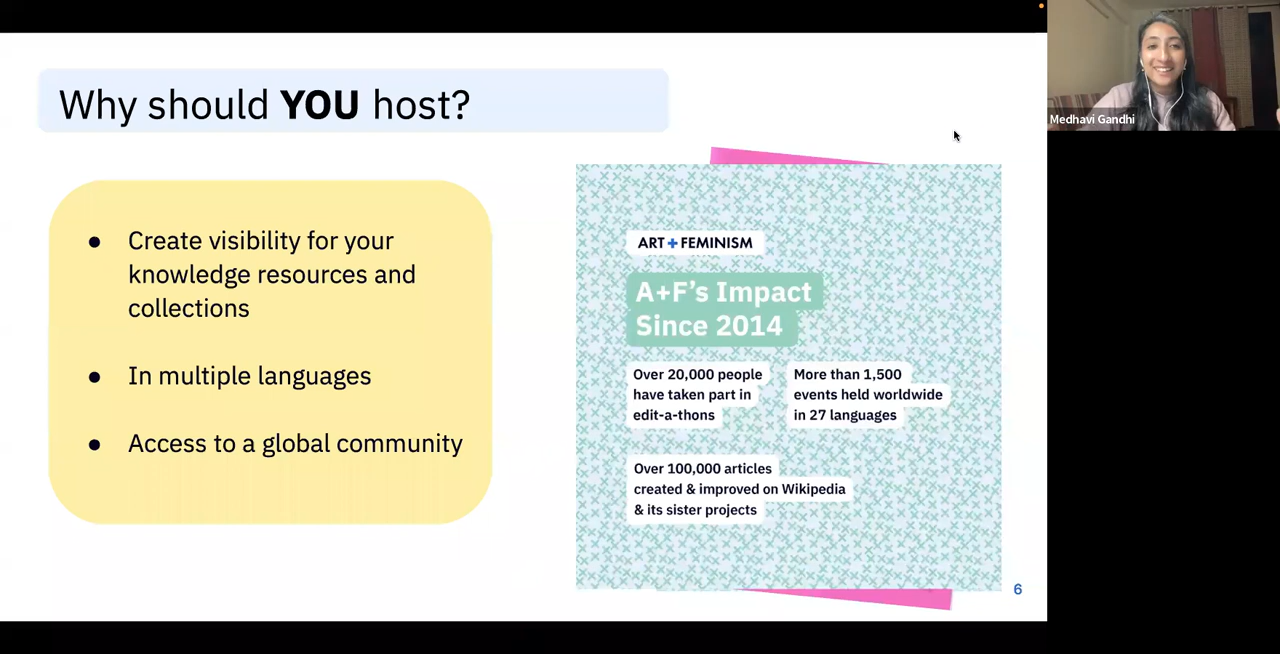 Why should YOU host?
● Create visibility for your
knowledge resources and
collections
● In multiple languages
● Access to a global community
ART+FEMINISM
A+F’s Impact
Since 2014
Over 20,000 people
have taken part in
edit-a-thons
More than 1,500
events held worldwide
in 27 languages
Over 100,000 articles
created & improved on Wikipedia
& its sister projects
6
Medhavi Gandhi